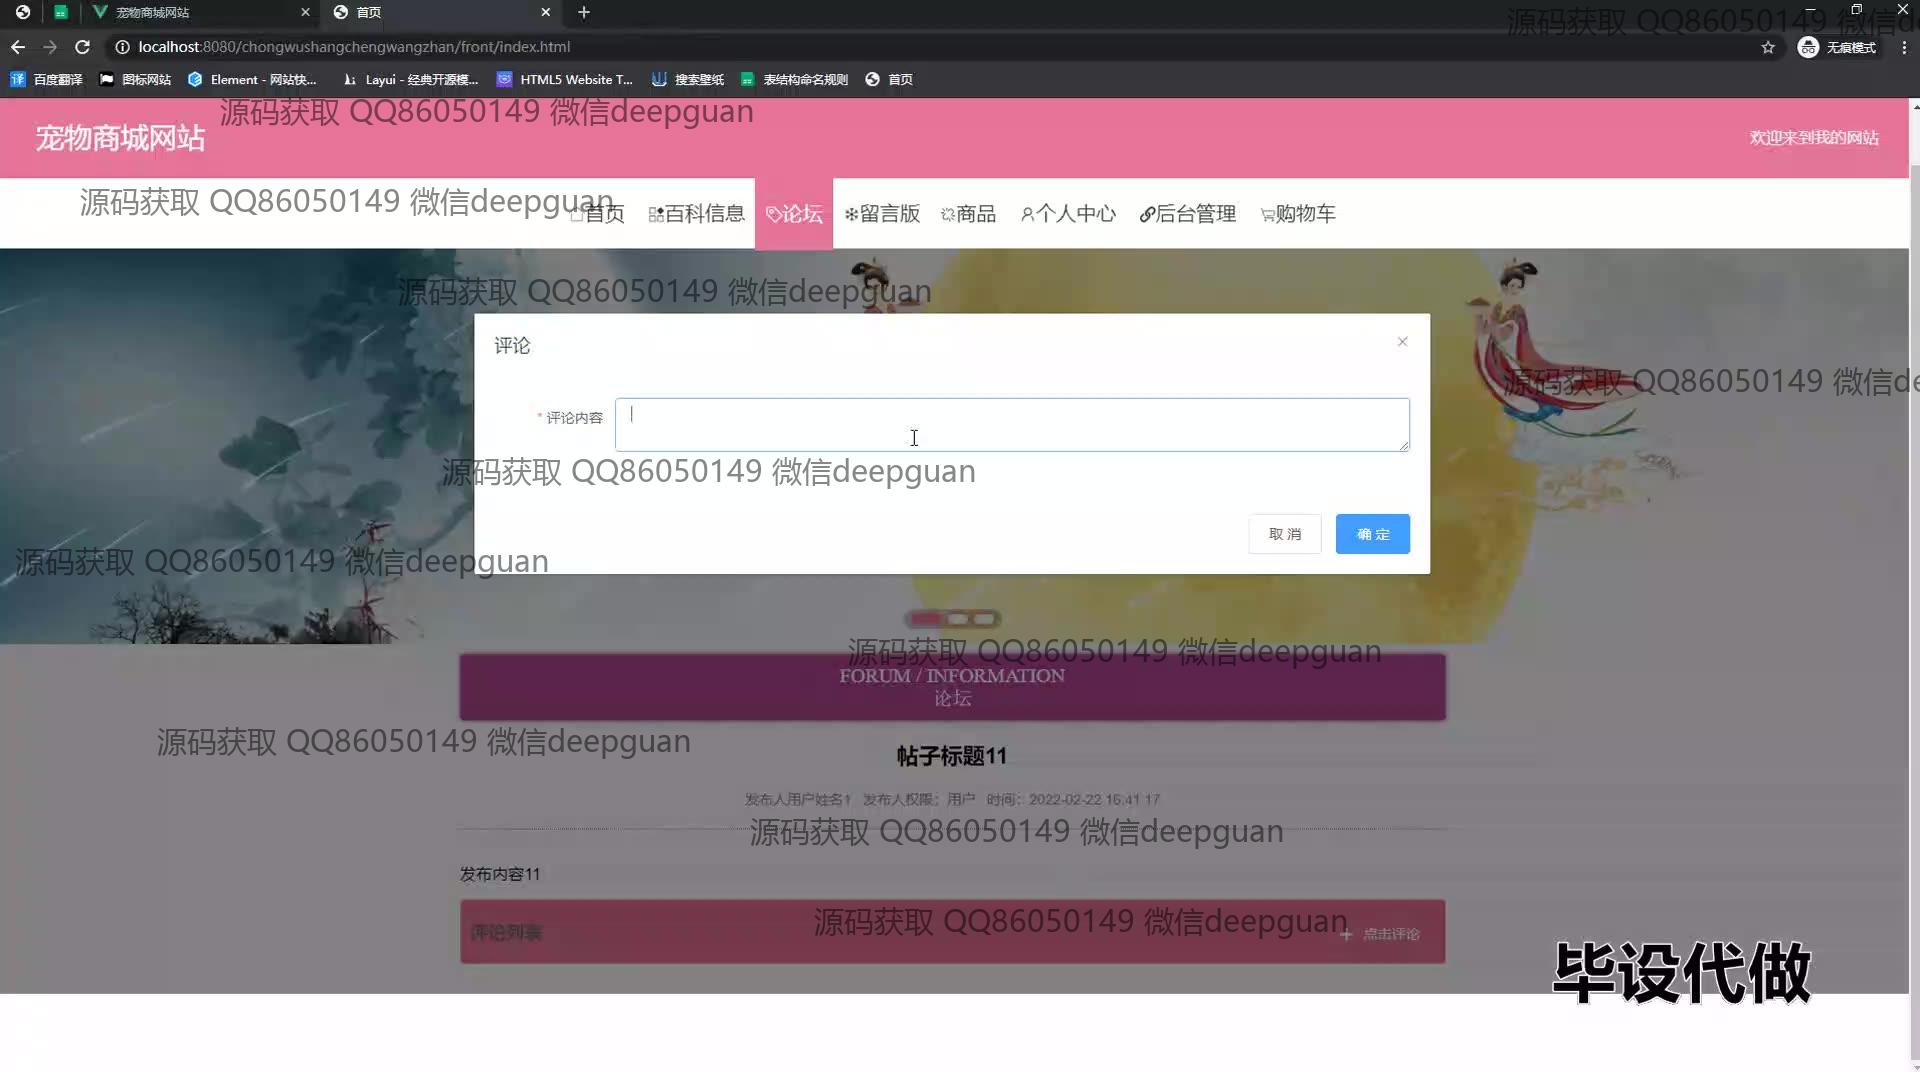 宠物商城网站
首页
localhost:8080/chongwushangchengwangzhan/front/index.html
无痕模式
百度翻译 图标网站 Element - 网站快... Layui - 经典开源模... HTML5 Website T... 搜索壁纸 表结构命名规则 首页
源码获取 QQ86050149 微信d
源码获取 QQ86050149 微信deepguan
宠物商城网站
欢迎来到我的网站
源码获取 QQ86050149 微信deepguan
首页 百科信息 论坛 留言版 商品 个人中心 后台管理 购物车
源码获取 QQ86050149 微信deepguan
评论
源码获取 QQ86050149 微信de
* 评论内容
源码获取 QQ86050149 微信deepguan
取消 确定
源码获取 QQ86050149 微信deepguan
源码获取 QQ86050149 微信deepguan
FORUM / INFORMATION
论坛
源码获取 QQ86050149 微信deepguan
帖子标题11
发布人用户姓名1 发布人权限：用户 时间：2022-02-22 16:41:17
源码获取 QQ86050149 微信deepguan
发布内容11
源码获取 QQ86050149 微信deepguan
评论列表
+ 点击评论
毕设代做